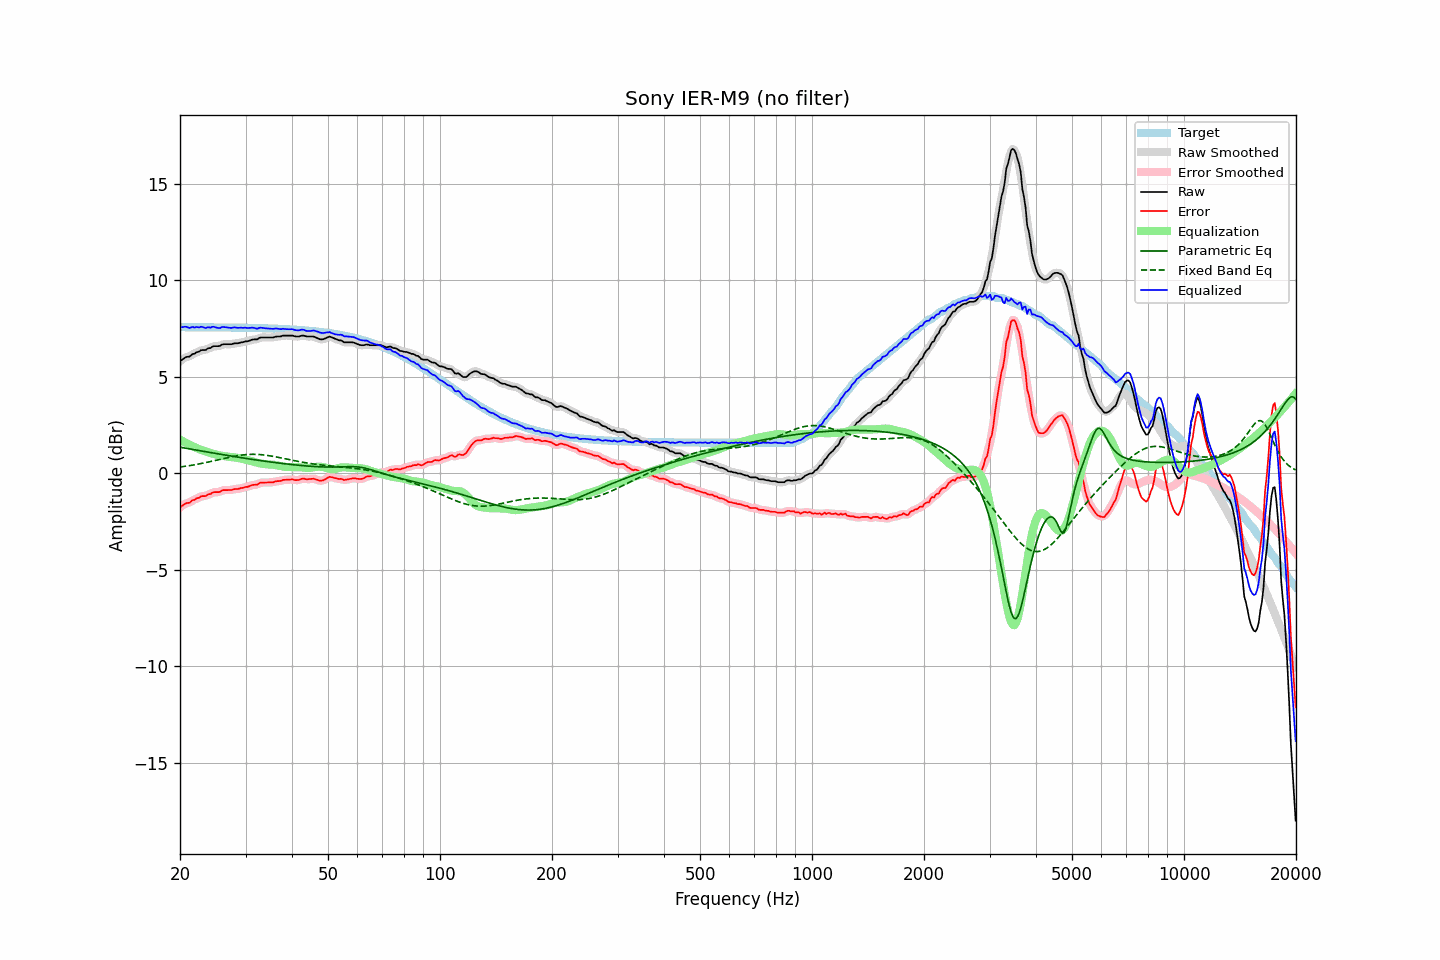 Sony IER-M9 (no filter)
Target
Raw Smoothed
Error Smoothed
Raw
Error
Equalization
Parametric Eq
Fixed Band Eq
Equalized
Amplitude (dBr)
15
10
5
0
−5
−10
−15
20 50 100 200 500 1000 2000 5000 10000 20000
Frequency (Hz)